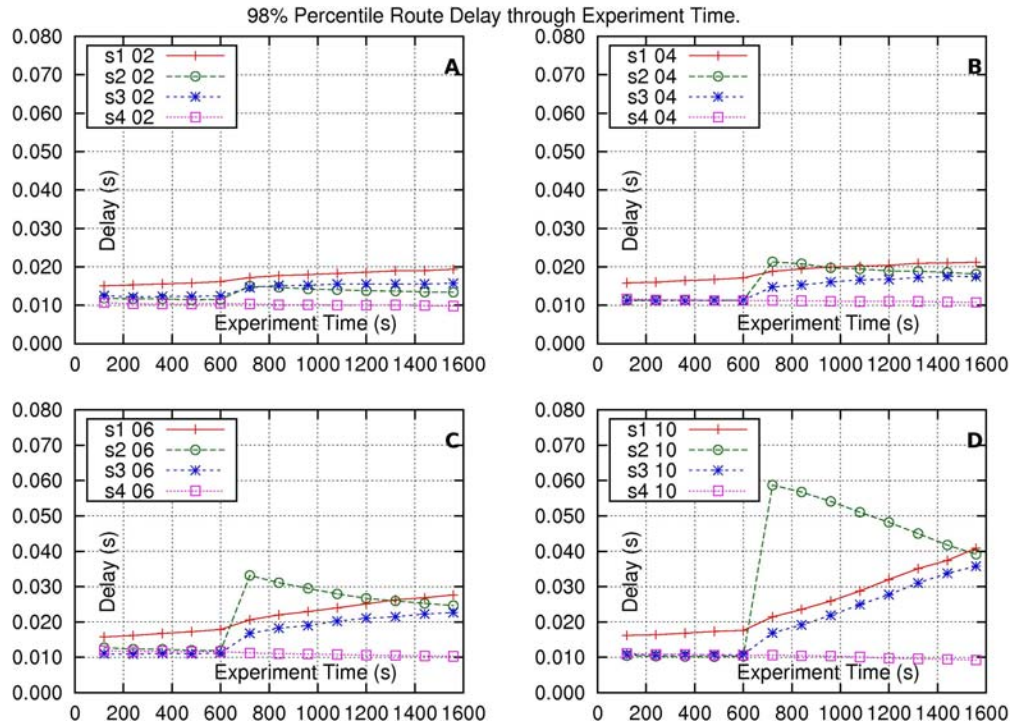 98% Percentile Route Delay through Experiment Time.
0.080
0.070
0.060
0.050
0.040
0.030
0.020
0.010
0.000
s1 02
s2 02
s3 02
s4 02
A
Delay (s)
Experiment Time (s)
0 200 400 600 800 1000 1200 1400 1600
0.080
0.070
0.060
0.050
0.040
0.030
0.020
0.010
0.000
s1 04
s2 04
s3 04
s4 04
B
Delay (s)
Experiment Time (s)
0 200 400 600 800 1000 1200 1400 1600
0.080
0.070
0.060
0.050
0.040
0.030
0.020
0.010
0.000
s1 06
s2 06
s3 06
s4 06
C
Delay (s)
Experiment Time (s)
0 200 400 600 800 1000 1200 1400 1600
0.080
0.070
0.060
0.050
0.040
0.030
0.020
0.010
0.000
s1 10
s2 10
s3 10
s4 10
D
Delay (s)
Experiment Time (s)
0 200 400 600 800 1000 1200 1400 1600